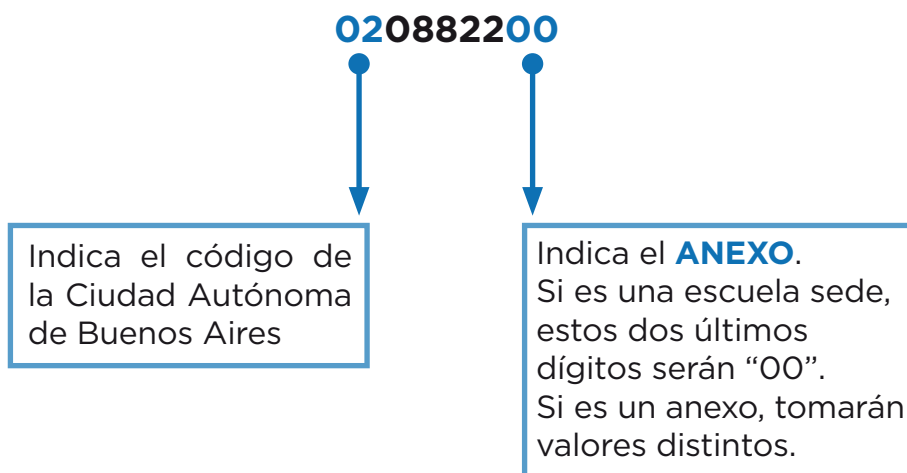 020882200
Indica el código de
la Ciudad Autónoma
de Buenos Aires
Indica el ANEXO.
Si es una escuela sede,
estos dos últimos
dígitos serán “00”.
Si es un anexo, tomarán
valores distintos.